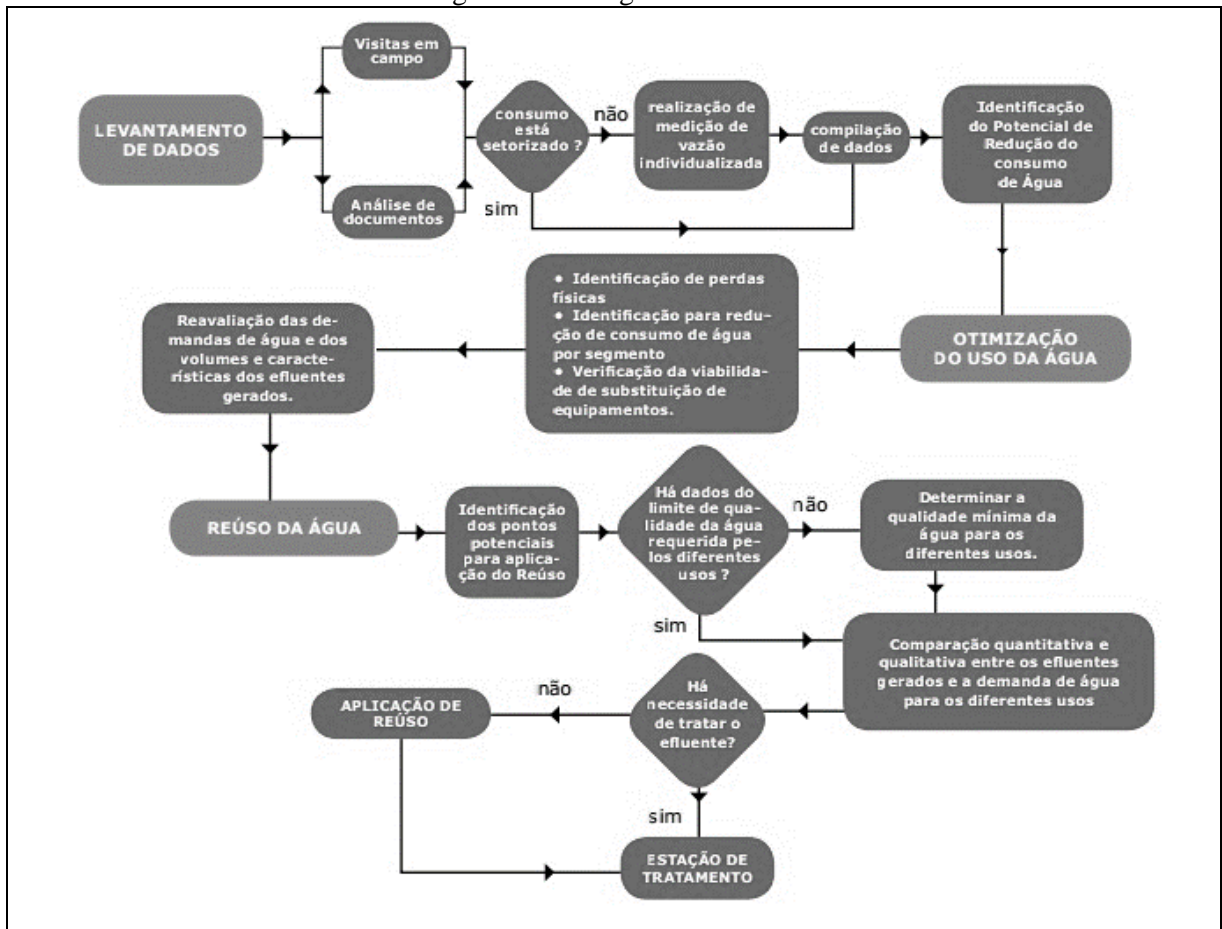 Visitas em
campo
LEVANTAMENTO
DE DADOS
Análise de
documentos
consumo
está
setorizado ?
não
sim
realização de
medição de
vazão
individualizada
compilação
de dados
Identificação
do Potencial de
Redução do
consumo
de Água
OTIMIZAÇÃO
DO USO DA ÁGUA
• Identificação de perdas
físicas
• Identificação para redu-
ção de consumo de água
por segmento
• Verificação da viabilida-
de de substituição de
equipamentos.
Reavaliação das de-
mandas de água e dos
volumes e caracte-
rísticas dos efluentes
gerados.
REÚSO DA ÁGUA
Identificação
dos pontos
potenciais
para aplica-
ção do Reúso
Há dados do
limite de qua-
lidade da água
requerida pe-
los diferentes
usos ?
não
sim
Determinar a
qualidade mínima da
água para os
diferentes usos.
Comparação quantitativa e
qualitativa entre os efluentes
gerados e a demanda de água
para os diferentes usos
Há
necessidade
de tratar o
efluente?
não
sim
APLICAÇÃO DE
REÚSO
ESTAÇÃO DE
TRATAMENTO